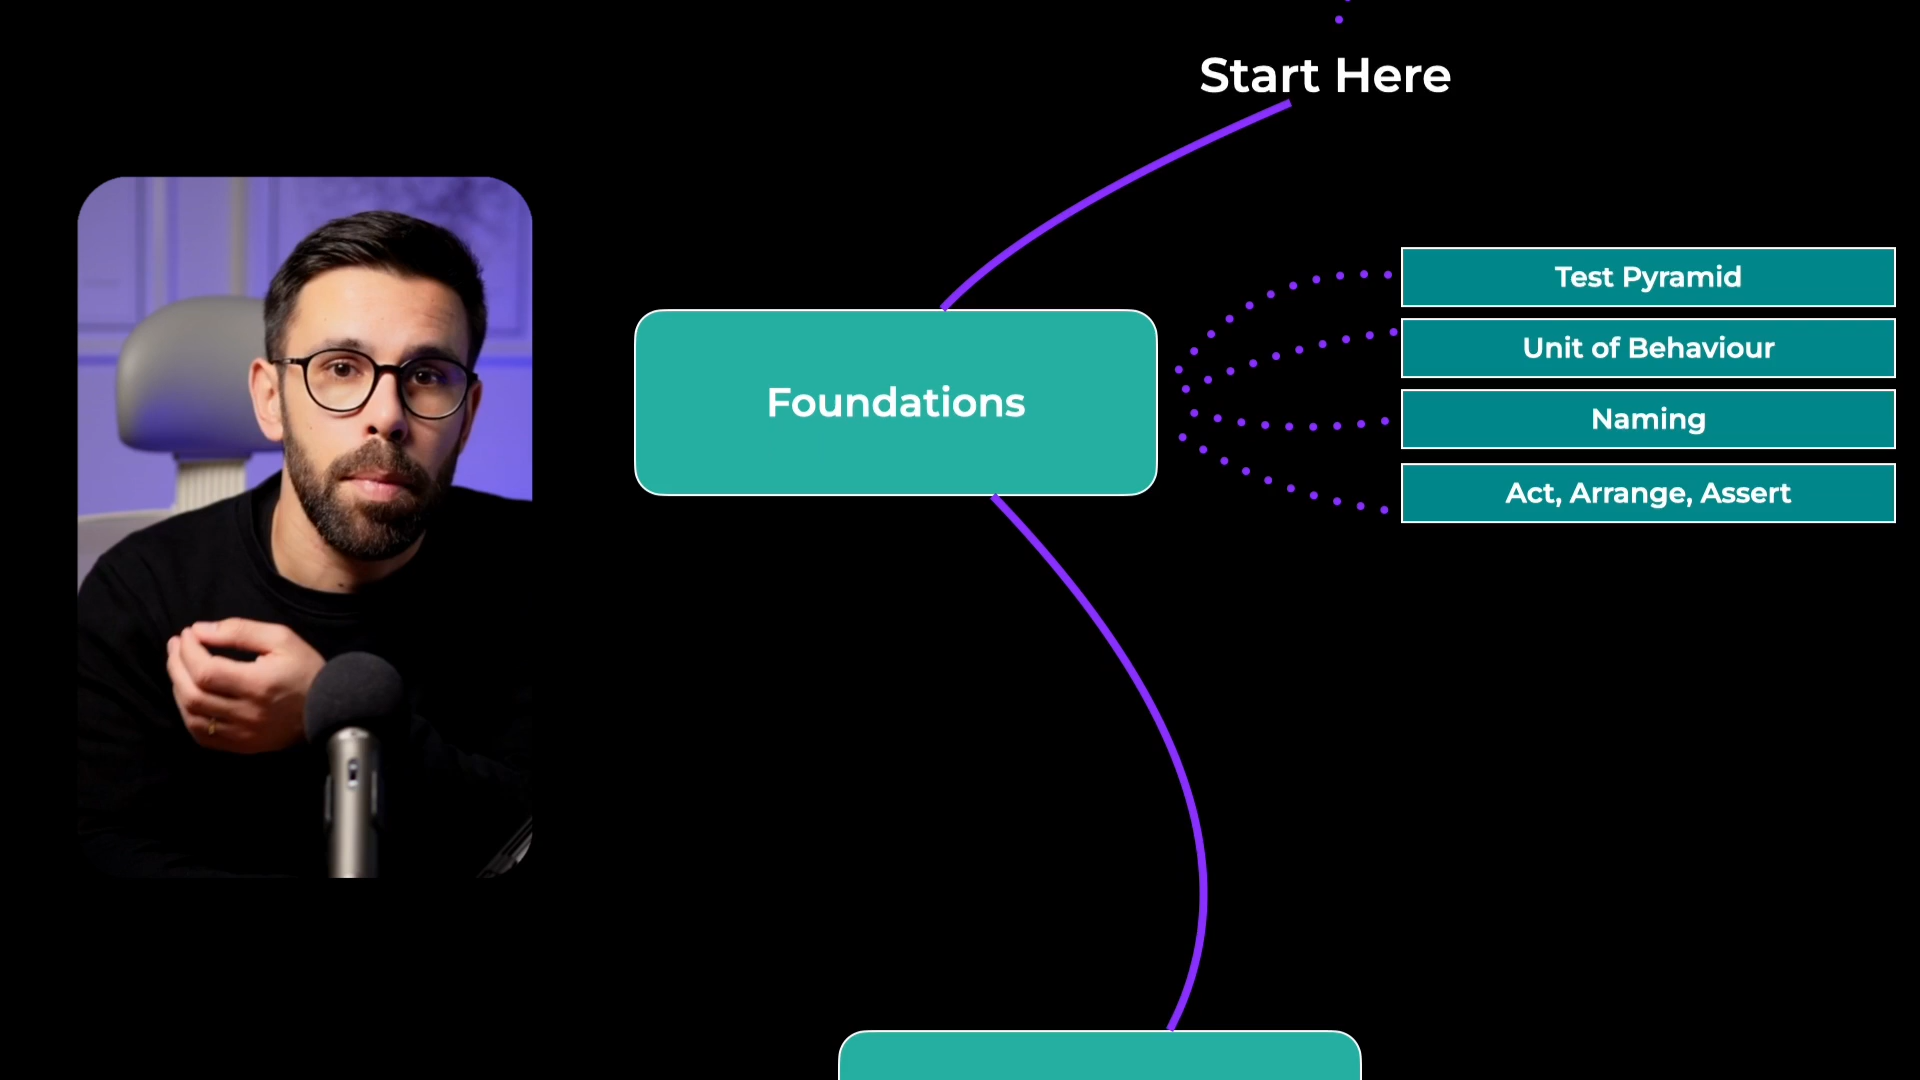 Start Here
Foundations
Test Pyramid
Unit of Behaviour
Naming
Act, Arrange, Assert